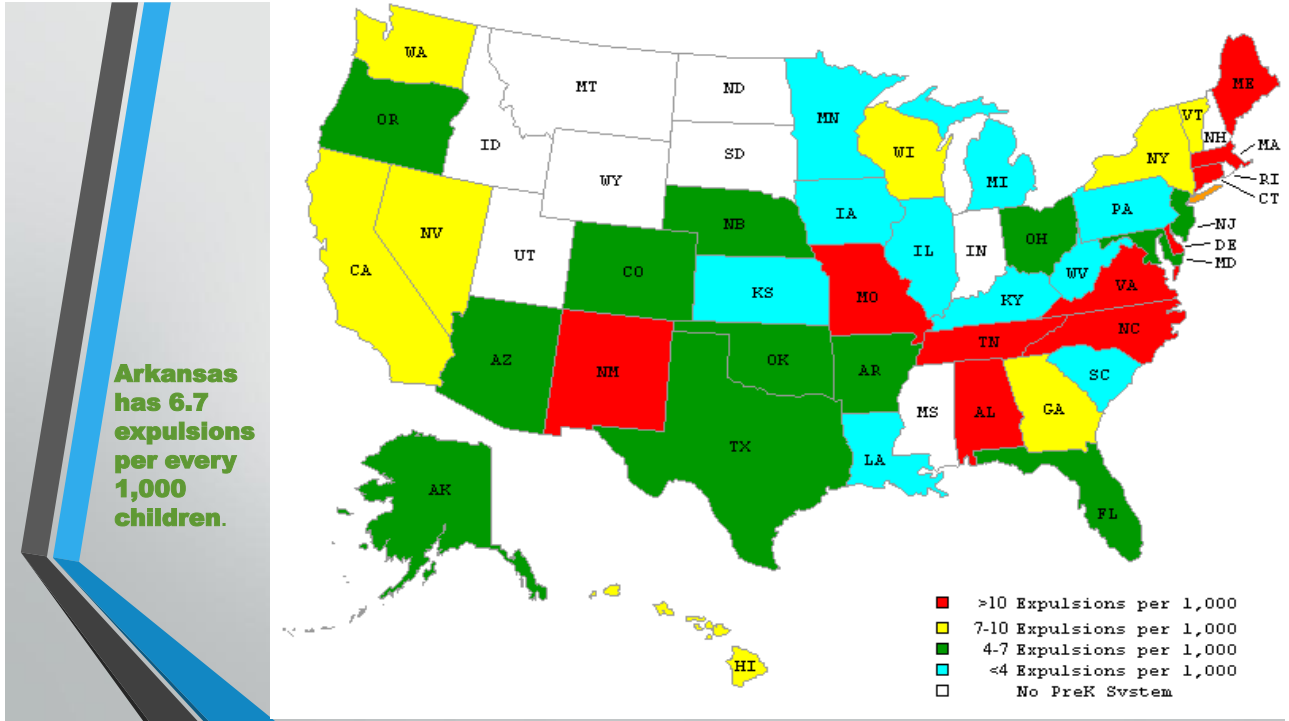 Arkansas
has 6.7
expulsions
per every
1,000
children.
WA
MT
ND
MN
ME
OR
ID
SD
WI
VT
NH
MA
NY
WY
MI
RI
CT
NV
NB
IA
PA
NJ
UT
CO
IL
IN
OH
DE
MD
CA
KS
MO
WV
KY
VA
AZ
NM
OK
AR
TN
NC
SC
MS
AL
GA
TX
LA
AK
FL
HI
>10 Expulsions per 1,000
7-10 Expulsions per 1,000
4-7 Expulsions per 1,000
<4 Expulsions per 1,000
No PreK System